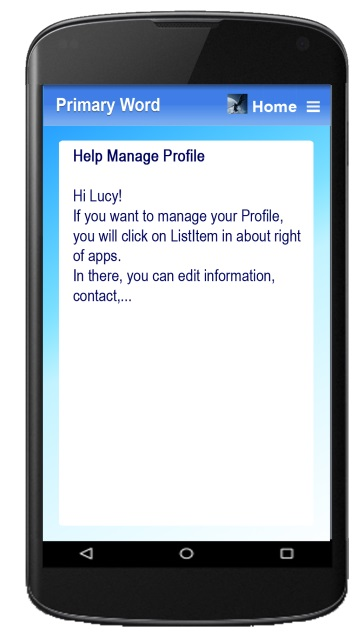 Primary Word Home
Help Manage Profile
Hi Lucy!
If you want to manage your Profile,
you will click on ListItem in about right
of apps.
In there, you can edit information,
contact,...